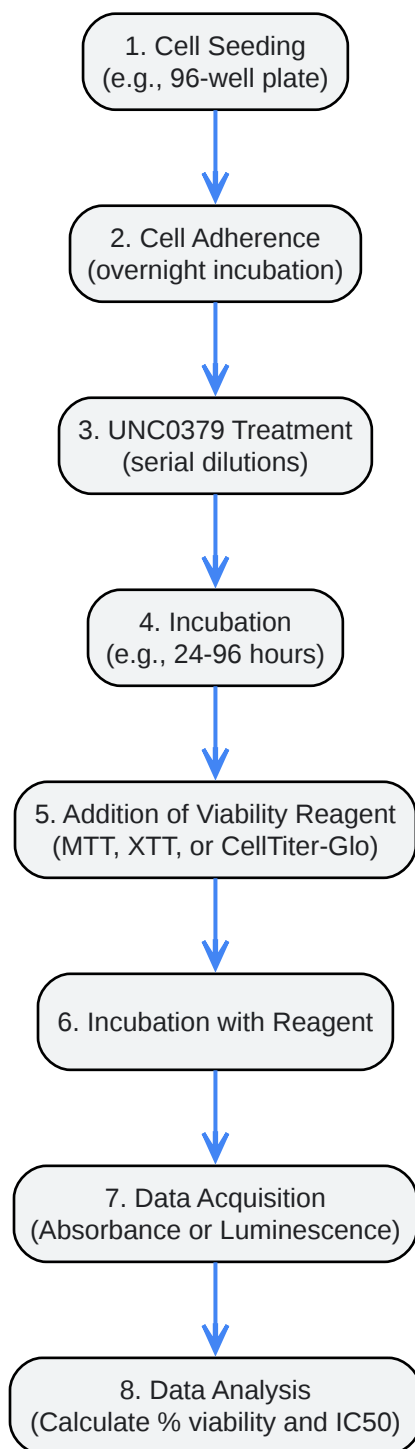 1. Cell Seeding
(e.g., 96-well plate)
2. Cell Adherence
(overnight incubation)
3. UNC0379 Treatment
(serial dilutions)
4. Incubation
(e.g., 24-96 hours)
5. Addition of Viability Reagent
(MTT, XTT, or CellTiter-Glo)
6. Incubation with Reagent
7. Data Acquisition
(Absorbance or Luminescence)
8. Data Analysis
(Calculate % viability and IC50)